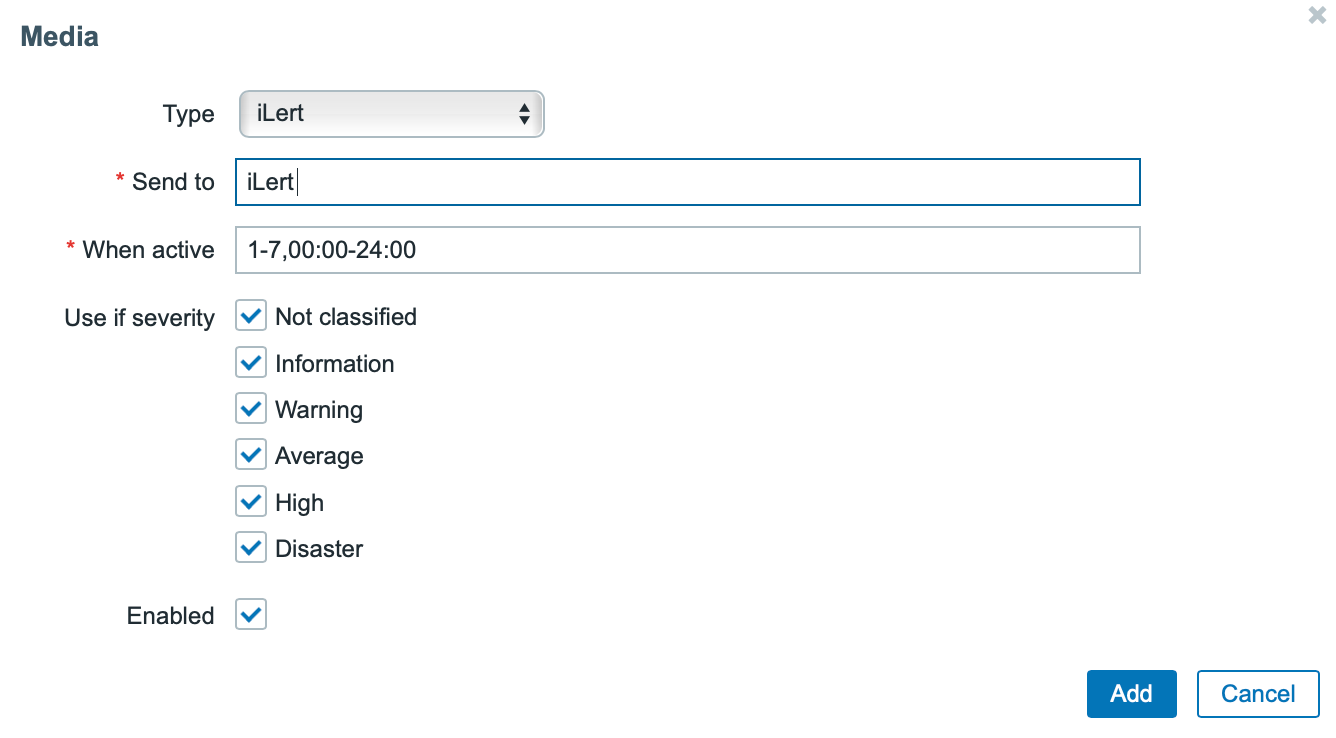 Media
Type iLert
* Send to iLert
* When active 1-7,00:00-24:00
Use if severity Not classified
Information
Warning
Average
High
Disaster
Enabled
Add Cancel